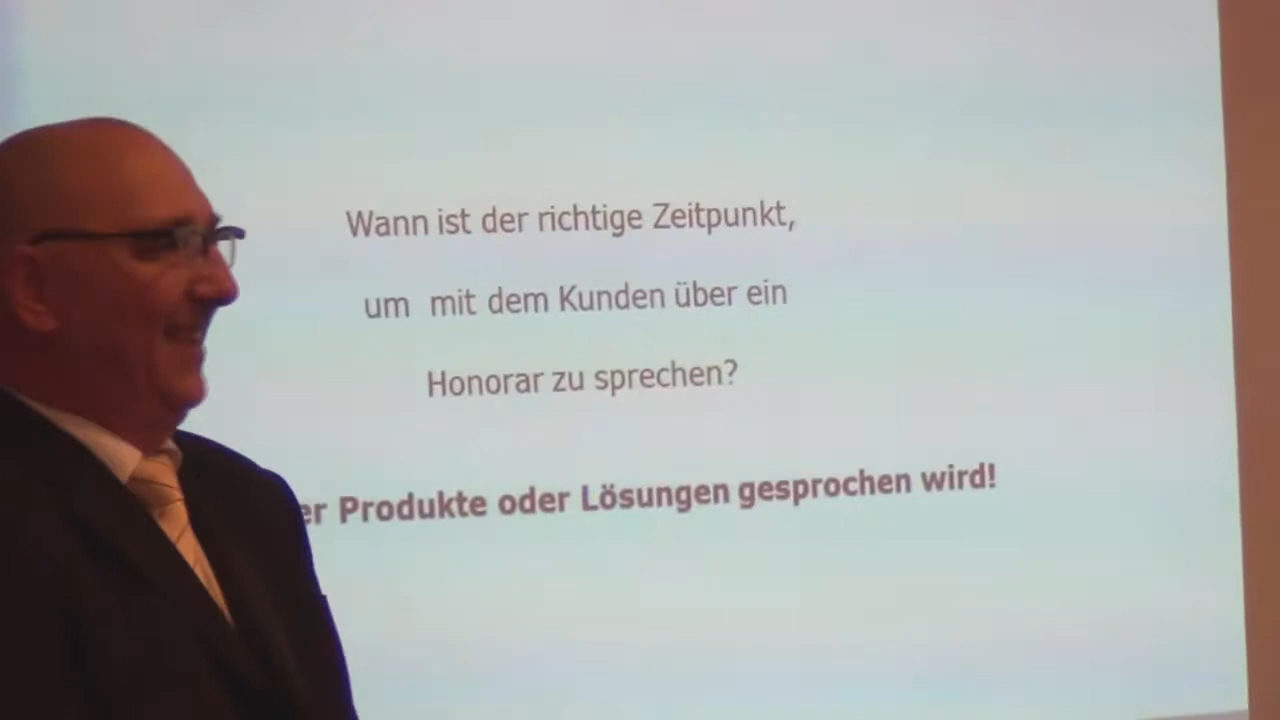 Wann ist der richtige Zeitpunkt,
um mit dem Kunden über ein
Honorar zu sprechen?
Produkte oder Lösungen gesprochen wird!